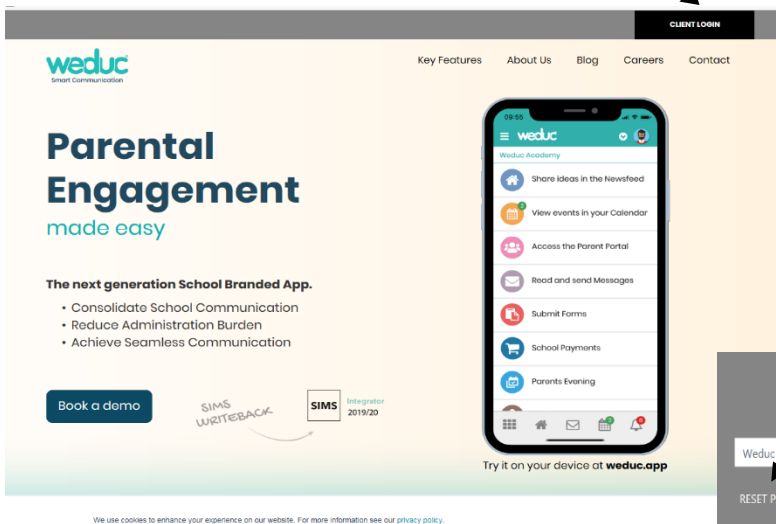 CLIENT LOGIN
weduc
Smart Communication
Key Features About Us Blog Careers Contact
Parental
Engagement
made easy
The next generation School Branded App.
• Consolidate School Communication
• Reduce Administration Burden
• Achieve Seamless Communication
Book a demo
SIMS
WRITEBACK
SIMS
Integrator
2019/20
09:55
weduc
Weduc Academy
Share ideas in the Newsfeed
View events in your Calendar
Access the Parent Portal
Read and send Messages
Submit Forms
School Payments
Parents Evening
Try it on your device at weduc.app
Weduc
RESET P
We use cookies to enhance your experience on our website. For more information see our privacy policy.